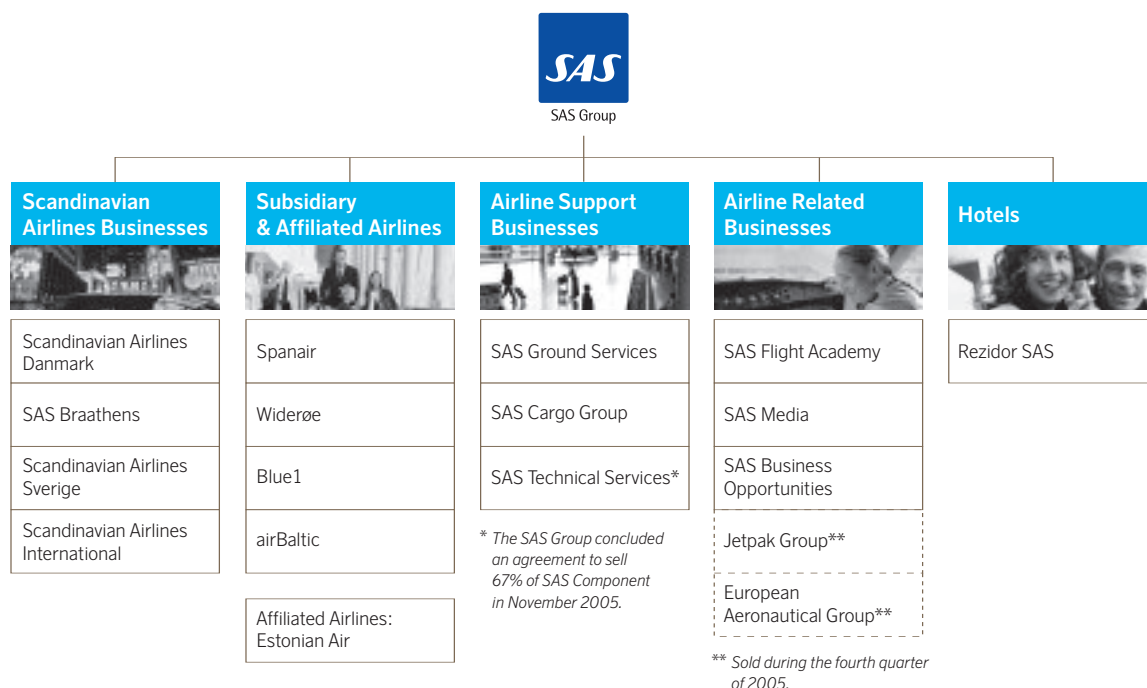 SAS
SAS Group
Scandinavian
Airlines Businesses
Scandinavian Airlines
Danmark
SAS Braathens
Scandinavian Airlines
Sverige
Scandinavian Airlines
International
Subsidiary
& Affiliated Airlines
Spanair
Widerøe
Blue1
airBaltic
Affiliated Airlines:
Estonian Air
Airline Support
Businesses
SAS Ground Services
SAS Cargo Group
SAS Technical Services*
* The SAS Group concluded
an agreement to sell
67% of SAS Component
in November 2005.
Airline Related
Businesses
SAS Flight Academy
SAS Media
SAS Business
Opportunities
Jetpak Group**
European
Aeronautical Group**
** Sold during the fourth quarter
of 2005.
Hotels
Rezidor SAS